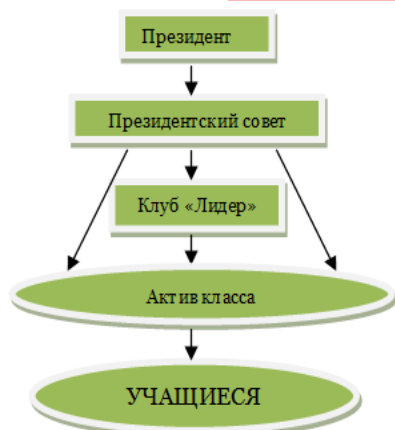 Президент
Президентский совет
Клуб «Лидер»
Актив класса
УЧАЩИЕСЯ